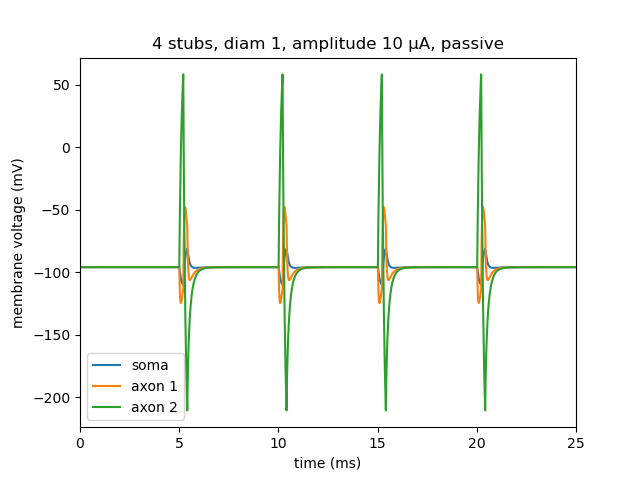 4 stubs, diam 1, amplitude 10 μA, passive
membrane voltage (mV)
50
0
−50
−100
−150
−200
soma
axon 1
axon 2
0 5 10 15 20 25
time (ms)